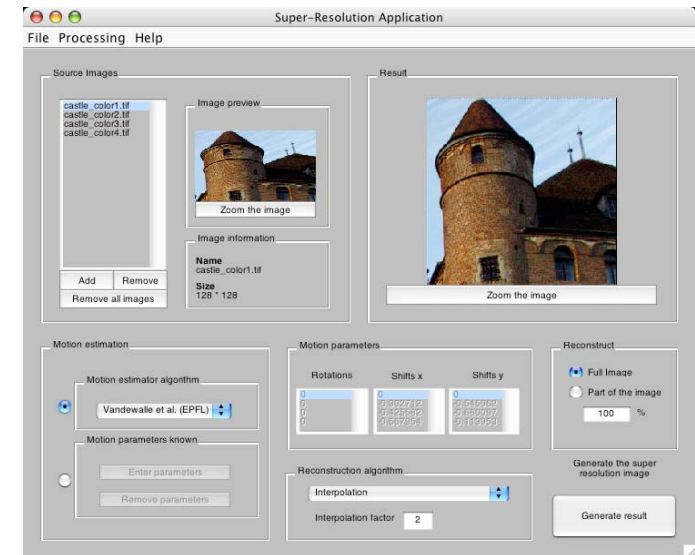 Super-Resolution Application
File Processing Help
Source Images
castle_color1.tif
castle_color2.tif
castle_color3.tif
castle_color4.tif
Add Remove
Remove all images
Image preview
Zoom the image
Image information
Name
castle_color1.tif
Size
128 * 128
Result
Zoom the image
Motion estimation
Motion estimator algorithm
Vandewalle et al. (EPFL)
Motion parameters known
Enter parameters
Remove parameters
Motion parameters
Rotations Shifts x Shifts y
0 0 0
0
0
0
Reconstruction algorithm
Interpolation
Interpolation factor 2
Reconstruct
Full Image
Part of the image
100 %
Generate the super
resolution image
Generate result